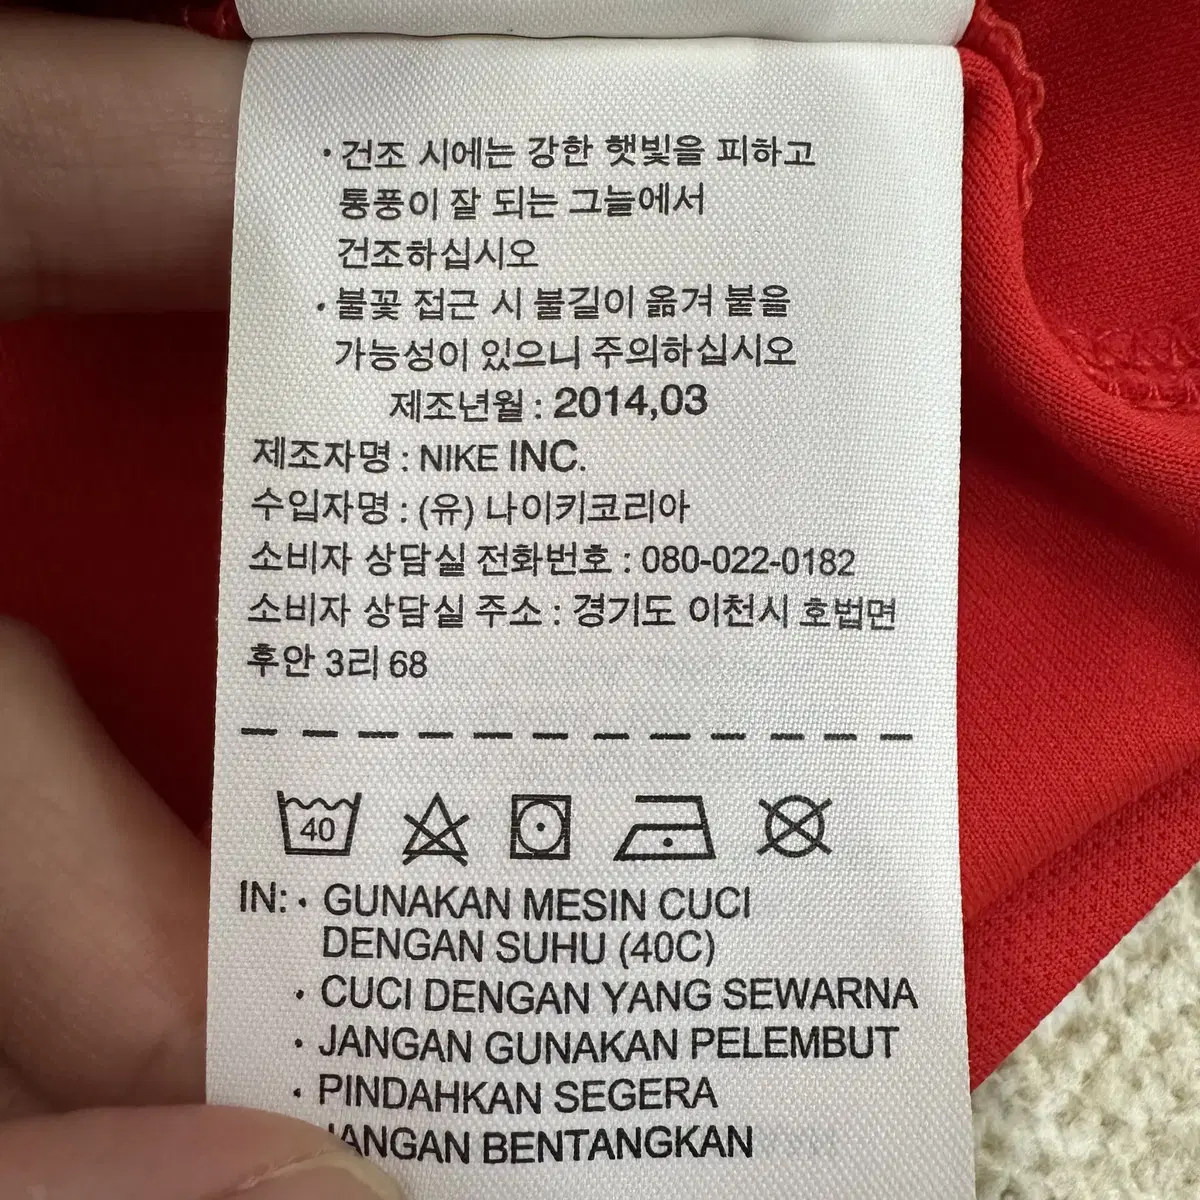 · 건조 시에는 강한 햇빛을 피하고
통풍이 잘 되는 그늘에서
건조하십시오
· 불꽃 접근 시 불길이 옮겨 붙을
가능성이 있으니 주의하십시오
제조년월 : 2014,03
제조자명 : NIKE INC.
수입자명 : (유) 나이키코리아
소비자 상담실 전화번호 : 080-022-0182
소비자 상담실 주소 : 경기도 이천시 호법면
후안 3리 68
40
IN: · GUNAKAN MESIN CUCI
DENGAN SUHU (40C)
· CUCI DENGAN YANG SEWARNA
· JANGAN GUNAKAN PELEMBUT
· PINDAHKAN SEGERA
JANGAN BENTANGKAN